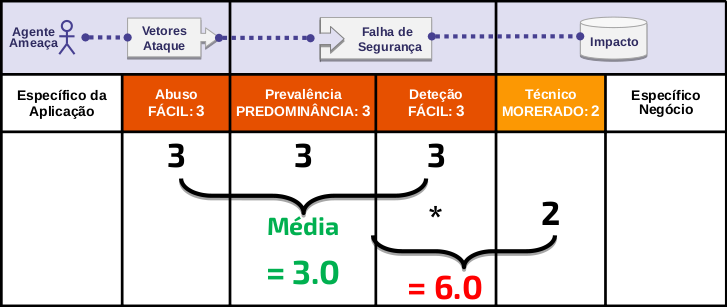 Agente
Ameaça
Vetores
Ataque
Falha de
Segurança
Impacto
Específico da
Aplicação
Abuso
FÁCIL: 3
Prevalência
PREDOMINÂNCIA: 3
Deteção
FÁCIL: 3
Técnico
MORERADO: 2
Específico
Negócio
3
3
3
*
2
Média
= 3.0
= 6.0